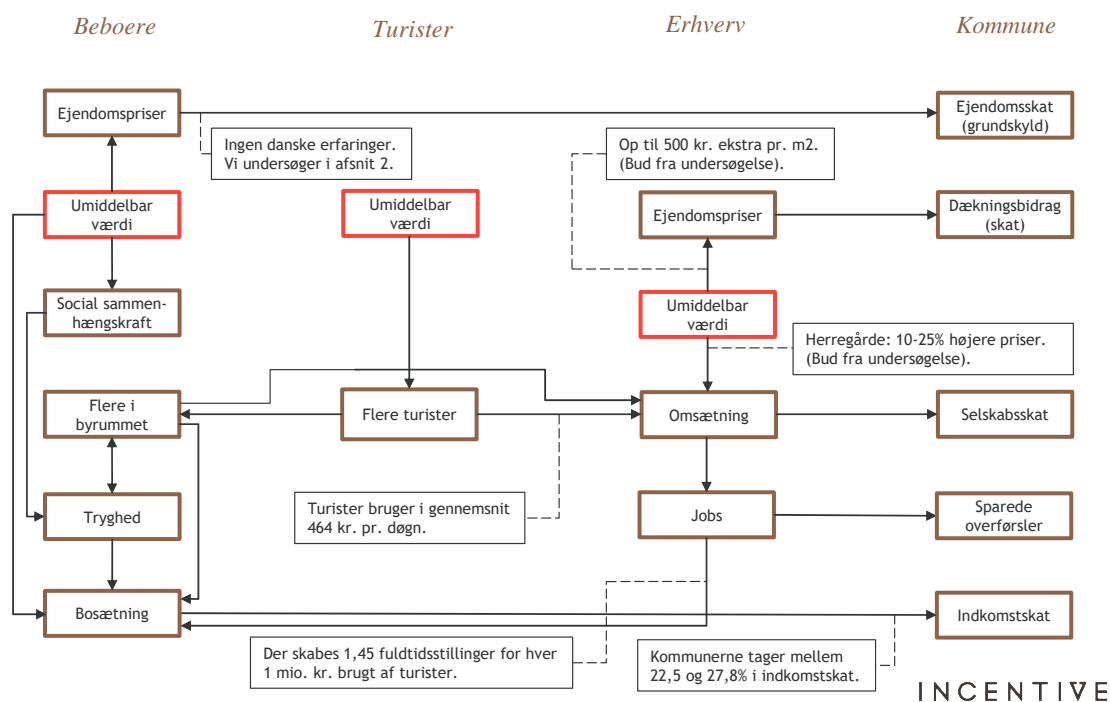 Beboere
Turister
Erhverv
Kommune
Ejendomspriser
Ejendomsskat
(grundskyld)
Ingen danske erfaringer.
Vi undersøger i afsnit 2.
Op til 500 kr. ekstra pr. m2.
(Bud fra undersøgelse).
Umiddelbar
værdi
Umiddelbar
værdi
Ejendomspriser
Dækningsbidrag
(skat)
Social sammen-
hængskraft
Umiddelbar
værdi
Herregårde: 10-25% højere priser.
(Bud fra undersøgelse).
Flere i
byrummet
Flere turister
Omsætning
Selskabsskat
Turister bruger i gennemsnit
464 kr. pr. døgn.
Tryghed
Jobs
Sparede
overførsler
Bosætning
Indkomstskat
Der skabes 1,45 fuldtidsstillinger for hver
1 mio. kr. brugt af turister.
Kommunerne tager mellem
22,5 og 27,8% i indkomstskat.
INCENTIVE